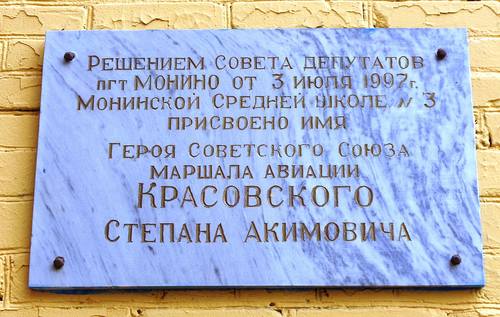 Решением Совета депутатов
пгт Монино от 3 июля 1997г.
Монинской Средней школе № 3
присвоено имя
Героя Советского Союза
маршала авиации
Красовского
Степана Акимовича